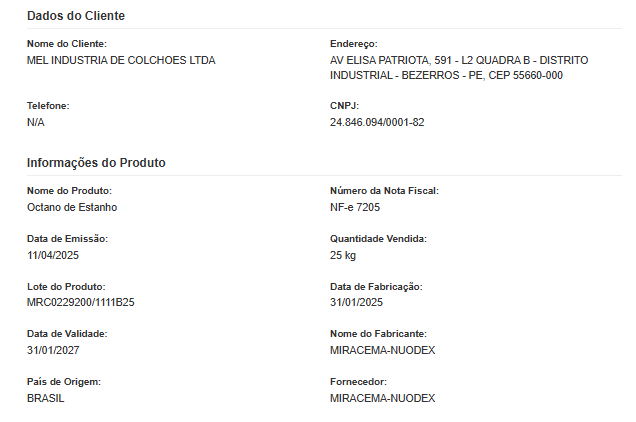 Dados do Cliente
Nome do Cliente:
MEL INDUSTRIA DE COLCHOES LTDA
Endereço:
AV ELISA PATRIOTA, 591 - L2 QUADRA B - DISTRITO
INDUSTRIAL - BEZERROS - PE, CEP 55660-000
Telefone:
N/A
CNPJ:
24.846.094/0001-82
Informações do Produto
Nome do Produto:
Octano de Estanho
Número da Nota Fiscal:
NF-e 7205
Data de Emissão:
11/04/2025
Quantidade Vendida:
25 kg
Lote do Produto:
MRC0229200/1111B25
Data de Fabricação:
31/01/2025
Data de Validade:
31/01/2027
Nome do Fabricante:
MIRACEMA-NUODEX
País de Origem:
BRASIL
Fornecedor:
MIRACEMA-NUODEX